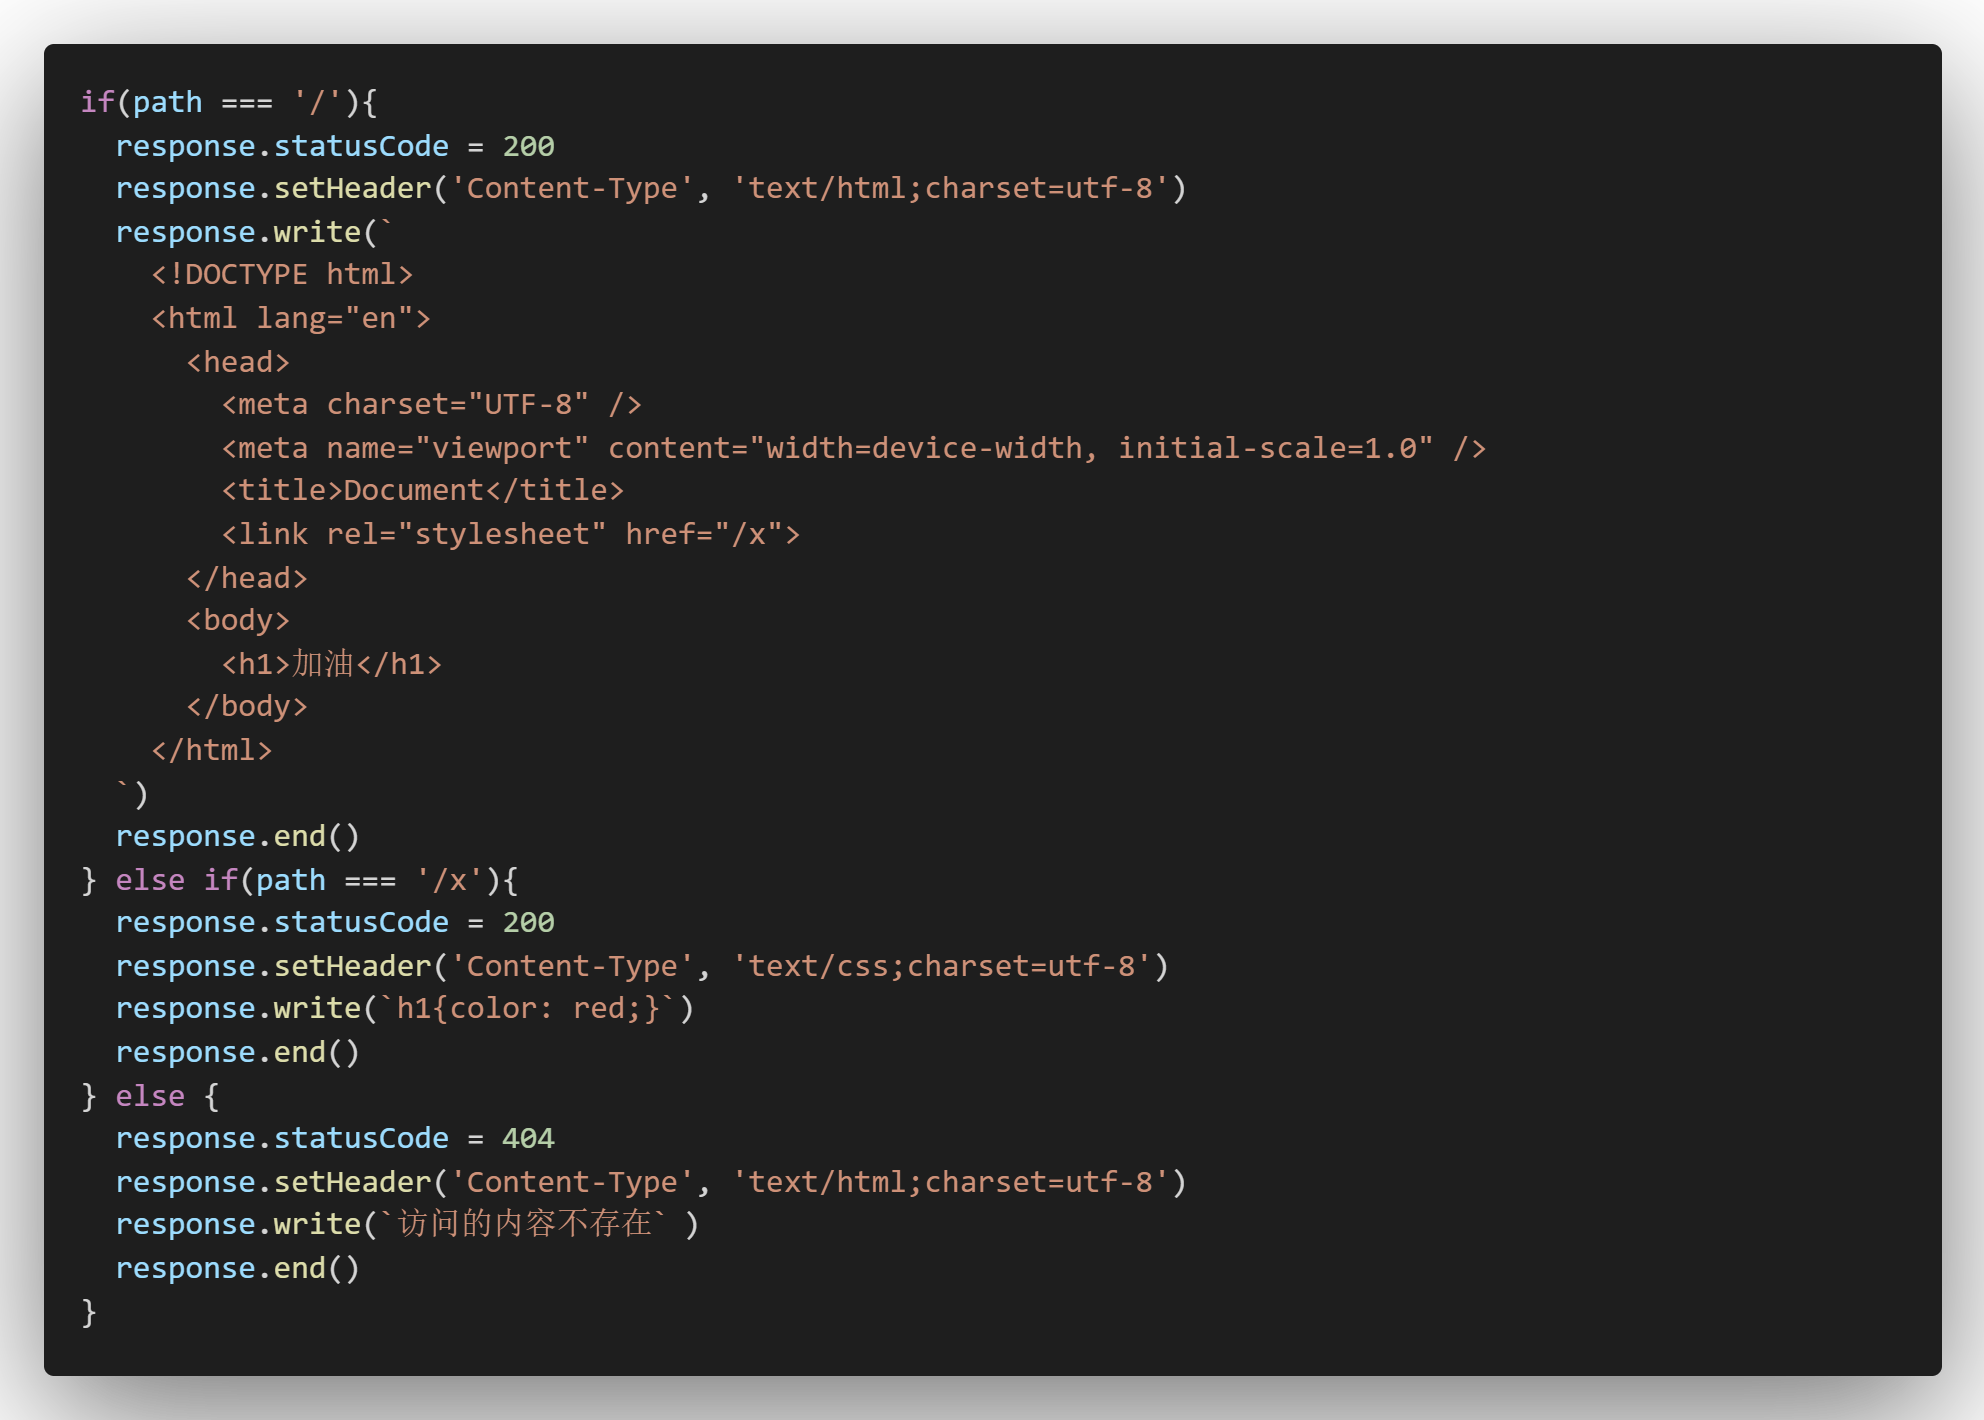 if(path === '/'){
  response.statusCode = 200
  response.setHeader('Content-Type', 'text/html;charset=utf-8')
  response.write(`
    <!DOCTYPE html>
    <html lang="en">
      <head>
        <meta charset="UTF-8" />
        <meta name="viewport" content="width=device-width, initial-scale=1.0" />
        <title>Document</title>
        <link rel="stylesheet" href="/x">
      </head>
      <body>
        <h1>加油</h1>
      </body>
    </html>
  `)
  response.end()
} else if(path === '/x'){
  response.statusCode = 200
  response.setHeader('Content-Type', 'text/css;charset=utf-8')
  response.write(`h1{color: red;}`)
  response.end()
} else {
  response.statusCode = 404
  response.setHeader('Content-Type', 'text/html;charset=utf-8')
  response.write(`访问的内容不存在` )
  response.end()
}